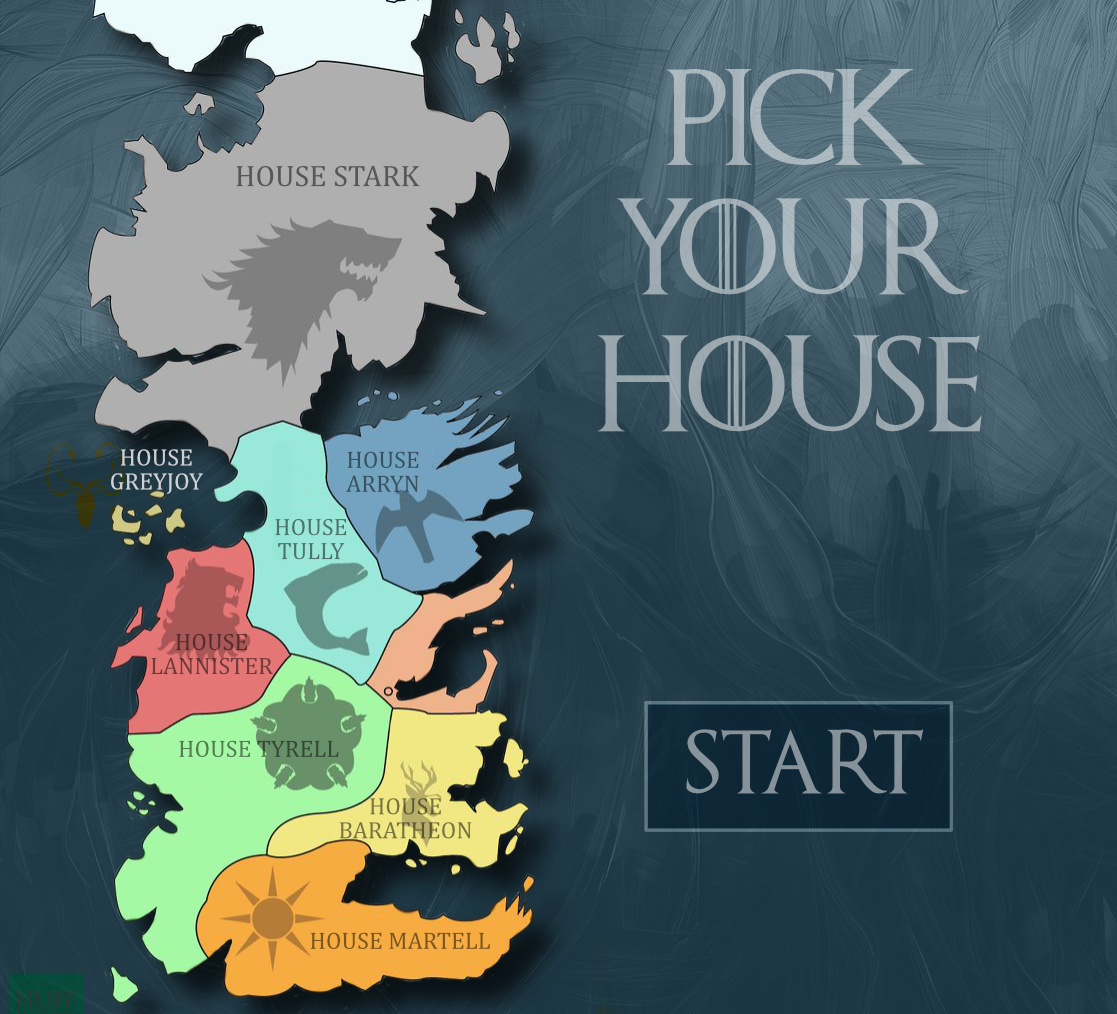 PICK
YOUR
HOUSE
HOUSE STARK
HOUSE
GREYJOY
HOUSE
ARRYN
HOUSE
TULLY
HOUSE
LANNISTER
HOUSE TYRELL
HOUSE
BARATHEON
HOUSE MARTELL
START